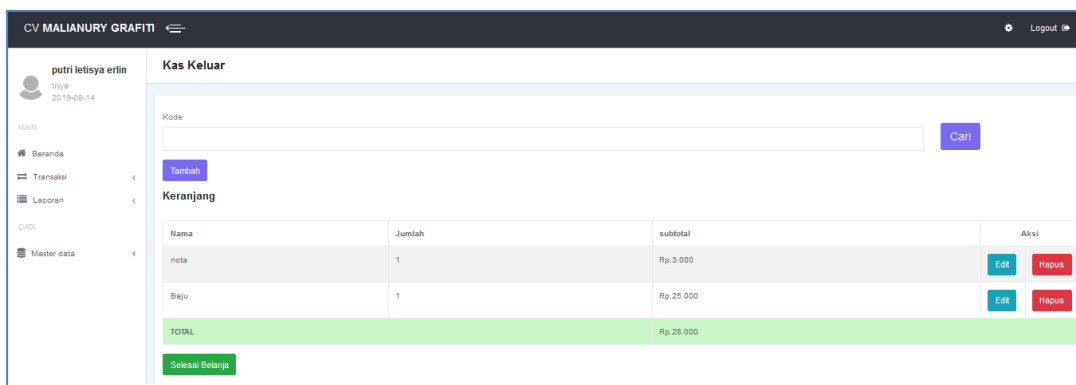 CV MALIANURY GRAFITI
Logout
putri letisya erlin
tisya
2019-08-14
MAIN
Beranda
Transaksi
Laporan
DATA
Master data
Kas Keluar
Kode
Cari
Tambah
Keranjang
Nama Jumlah subtotal Aksi
nota 1 Rp.3.000 Edit Hapus
Baju 1 Rp.25.000 Edit Hapus
TOTAL Rp.28.000
Selesai Belanja